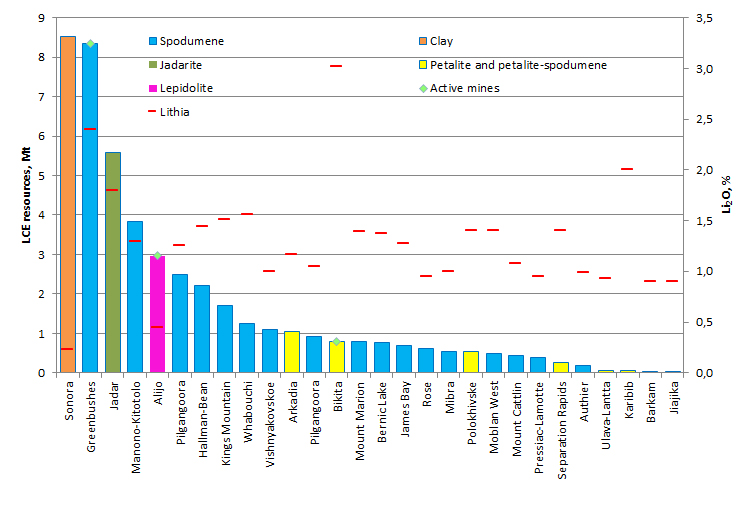 9
8
7
6
5
4
3
2
1
0
LCE resources, Mt
3,5
3,0
2,5
2,0
1,5
1,0
0,5
0,0
Li2O, %
Spodumene
Clay
Jadarite
Petalite and petalite-spodumene
Lepidolite
Active mines
Lithia
Sonora
Greenbushes
Jadar
Manono-Kitotolo
Alijo
Pilgangoora
Hallman-Bean
Kings Mountain
Whabouchi
Vishnyakovskoe
Arkadia
Pilgangoora
Bikita
Mount Marion
Bernic Lake
James Bay
Rose
Mibra
Polokhivske
Moblan West
Mount Cattlin
Pressiac-Lamotte
Separation Rapids
Authier
Ulava-Lantta
Karibib
Barkam
Jiajika